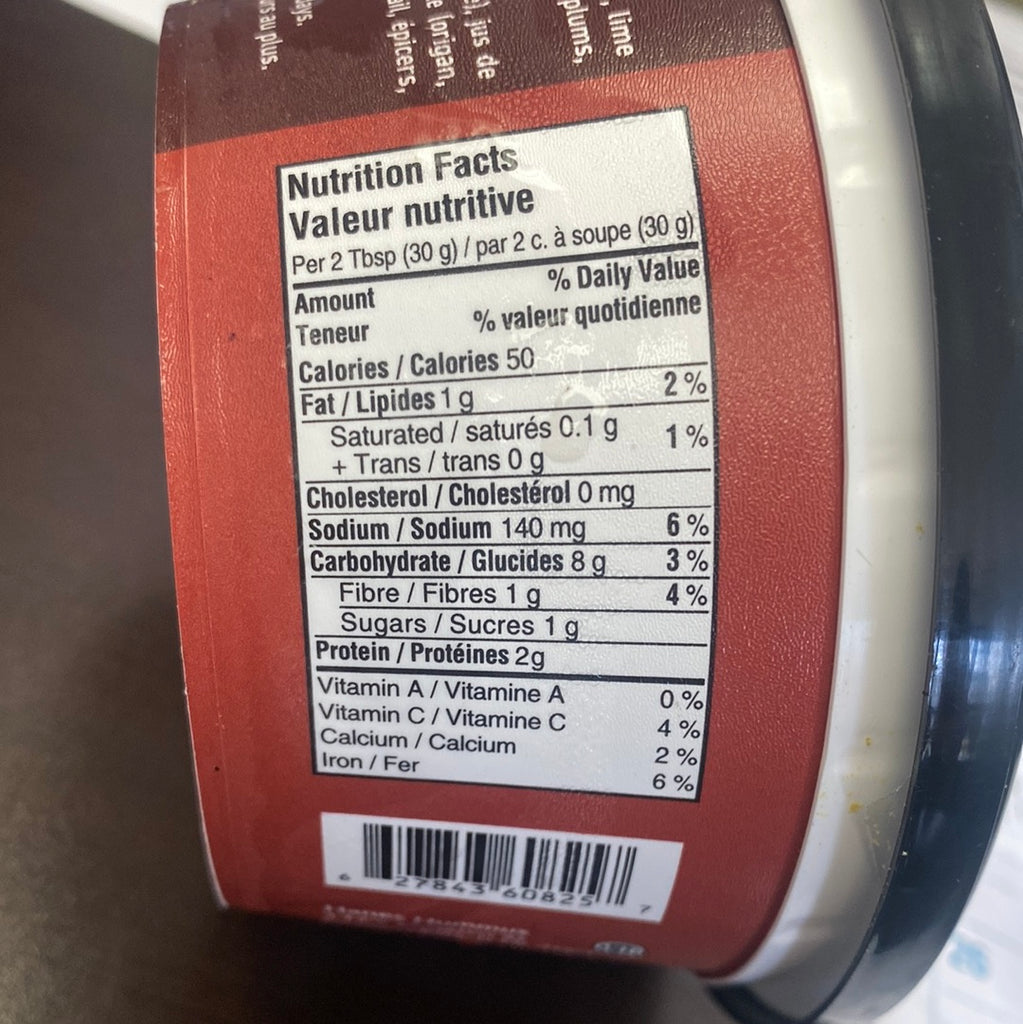 , lime
plums,
jus de
(origan,
épicers,
au plus.
Nutrition Facts
Valeur nutritive
Per 2 Tbsp (30 g) / par 2 c. à soupe (30 g)
Amount % Daily Value
Teneur % valeur quotidienne
Calories / Calories 50
Fat / Lipides 1 g 2 %
Saturated / saturés 0.1 g 1 %
+ Trans / trans 0 g
Cholesterol / Cholestérol 0 mg
Sodium / Sodium 140 mg 6 %
Carbohydrate / Glucides 8 g 3 %
Fibre / Fibres 1 g 4 %
Sugars / Sucres 1 g
Protein / Protéines 2g
Vitamin A / Vitamine A 0 %
Vitamin C / Vitamine C 4 %
Calcium / Calcium 2 %
Iron / Fer 6 %
6 27843 60825 7